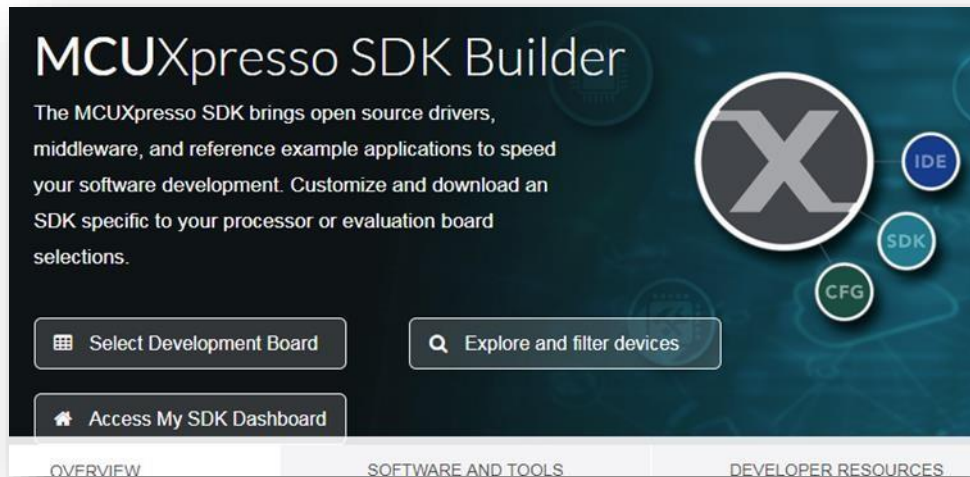 MCUXpresso SDK Builder
The MCUXpresso SDK brings open source drivers,
middleware, and reference example applications to speed
your software development. Customize and download an
SDK specific to your processor or evaluation board
selections.
X
IDE
SDK
CFG
Select Development Board
Explore and filter devices
Access My SDK Dashboard
OVERVIEW
SOFTWARE AND TOOLS
DEVELOPER RESOURCES